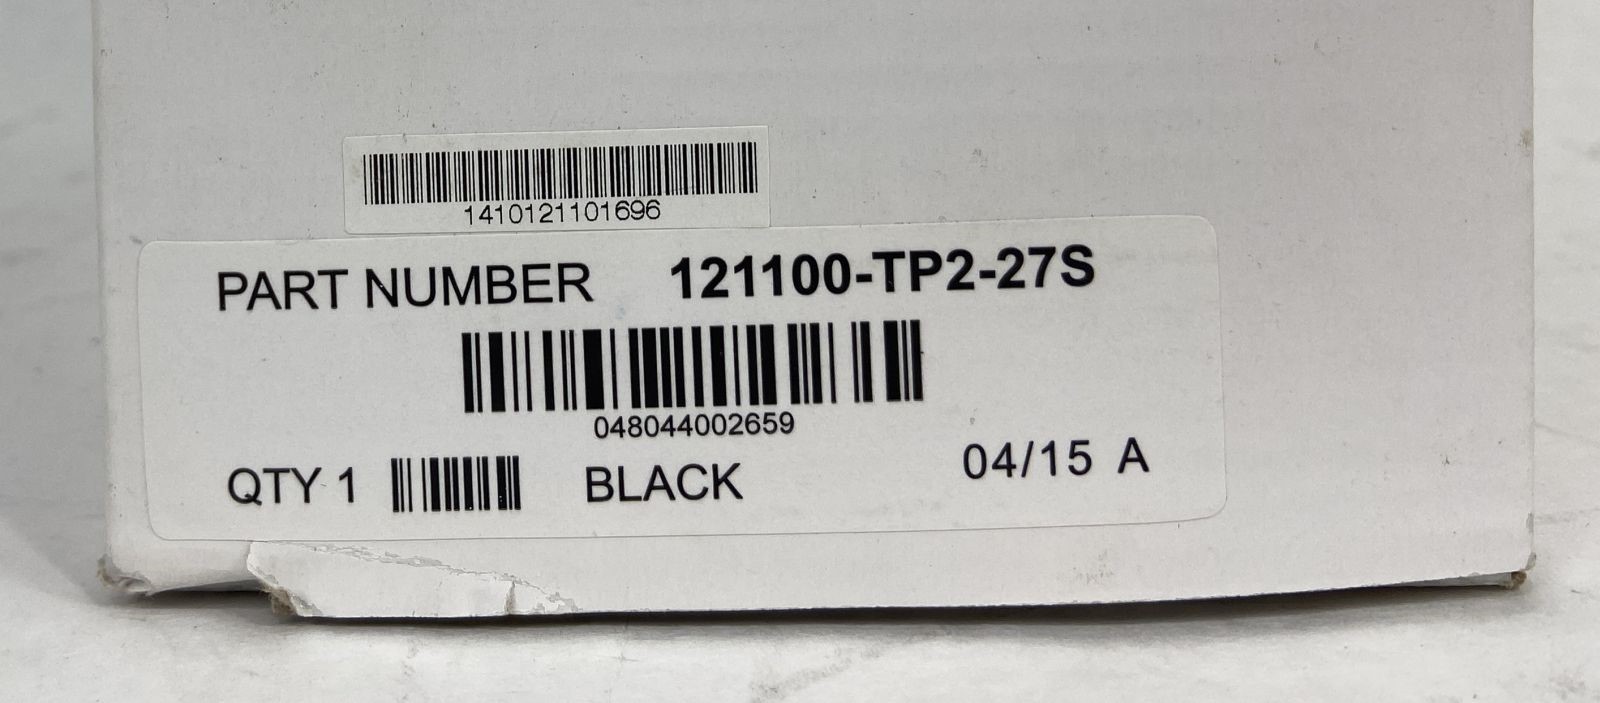 1410121101696
PART NUMBER 121100-TP2-27S
048044002659
QTY 1 BLACK 04/15 A